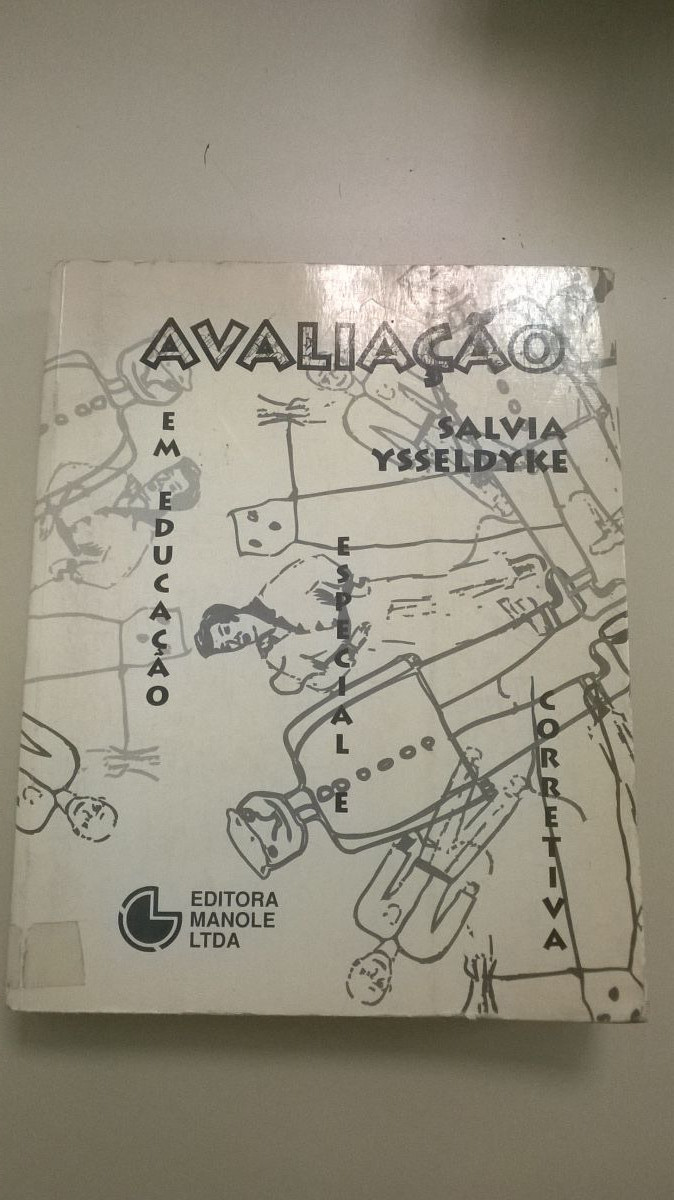 AVALIAÇÃO
SALVIA
YSSELDYKE
EM EDUCAÇÃO
ESPECIAL E
CORRETIVA
EDITORA
MANOLE
LTDA